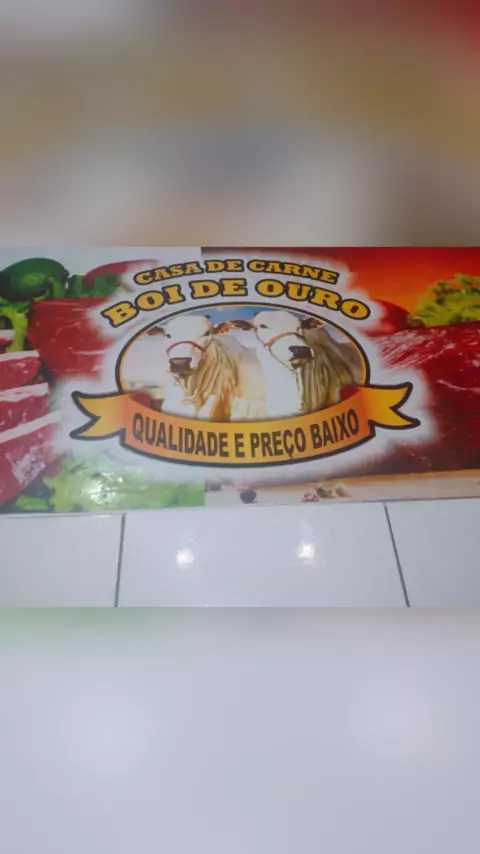 CASA DE CARNE
BOI DE OURO
QUALIDADE E PREÇO BAIXO